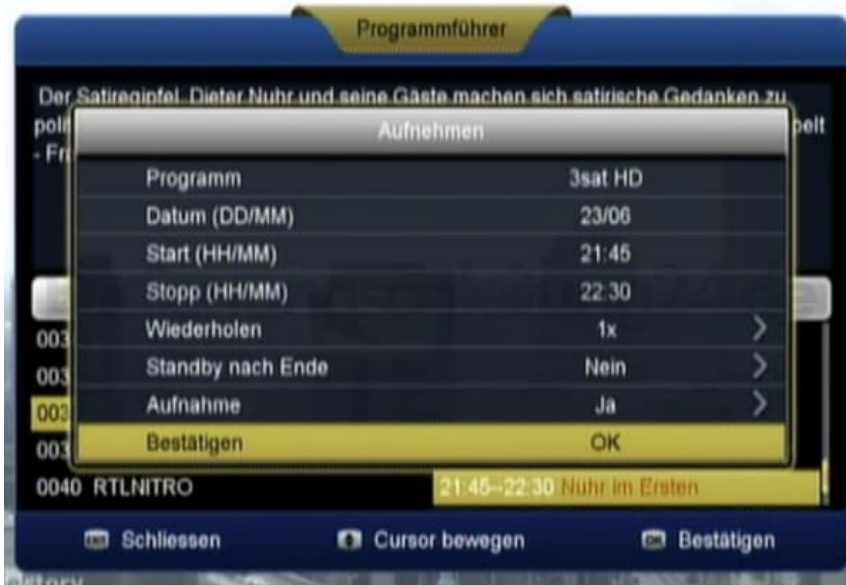 Programmführer
Der Satiregipfel. Dieter Nuhr und seine Gäste machen sich satirische Gedanken zu
Aufnehmen
Programm 3sat HD
Datum (DD/MM) 23/06
Start (HH/MM) 21:45
Stopp (HH/MM) 22:30
Wiederholen 1x
Standby nach Ende Nein
Aufnahme Ja
Bestätigen OK
0040 RTLNITRO 21:45--22:30 Nuhr im Ersten
EXIT Schliessen Cursor bewegen OK Bestätigen